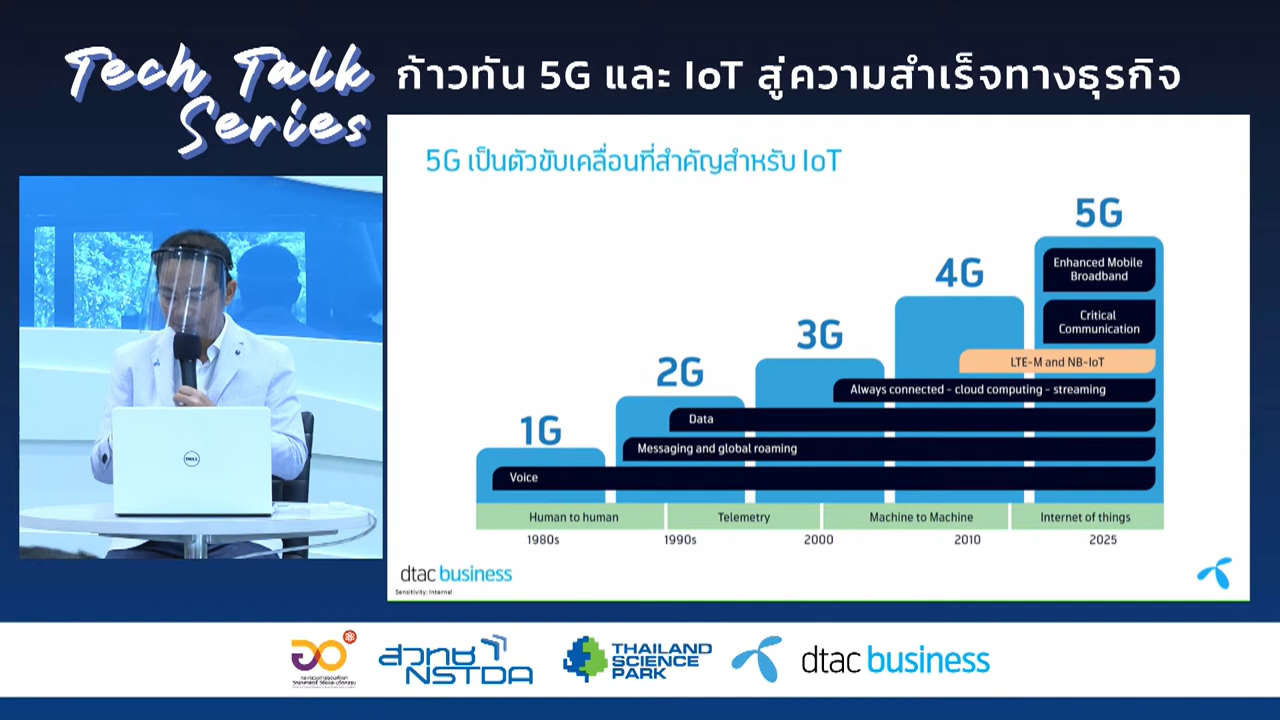 Tech Talk
Series
ก้าวทัน 5G และ IoT สู่ความสำเร็จทางธุรกิจ
5G เป็นตัวขับเคลื่อนที่สำคัญสำหรับ IoT
5G
Enhanced Mobile
Broadband
4G
Critical
Communication
3G
LTE-M and NB-IoT
2G
Always connected - cloud computing - streaming
1G
Data
Messaging and global roaming
Voice
Human to human
Telemetry
Machine to Machine
Internet of things
1980s
1990s
2000
2010
2025
dtac business
Sensitivity: Internal
DELL
สวทช
NSTDA
THAILAND
SCIENCE
PARK
dtac business